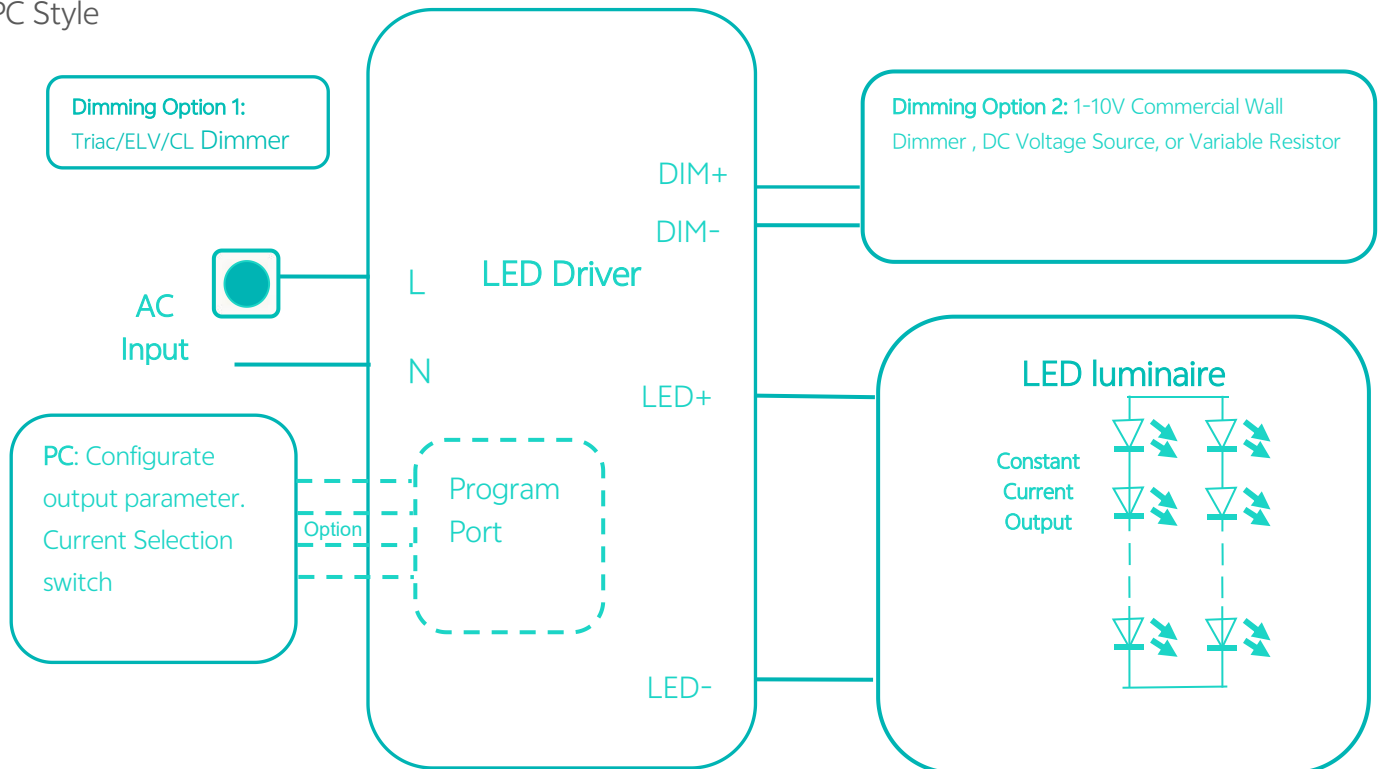 PC Style
Dimming Option 1:
Triac/ELV/CL Dimmer
Dimming Option 2: 1-10V Commercial Wall
Dimmer , DC Voltage Source, or Variable Resistor
DIM+
DIM-
LED Driver
L
AC
Input
N
LED+
LED luminaire
Constant
Current
Output
PC: Configurate
output parameter.
Current Selection
switch
Option
Program
Port
LED-